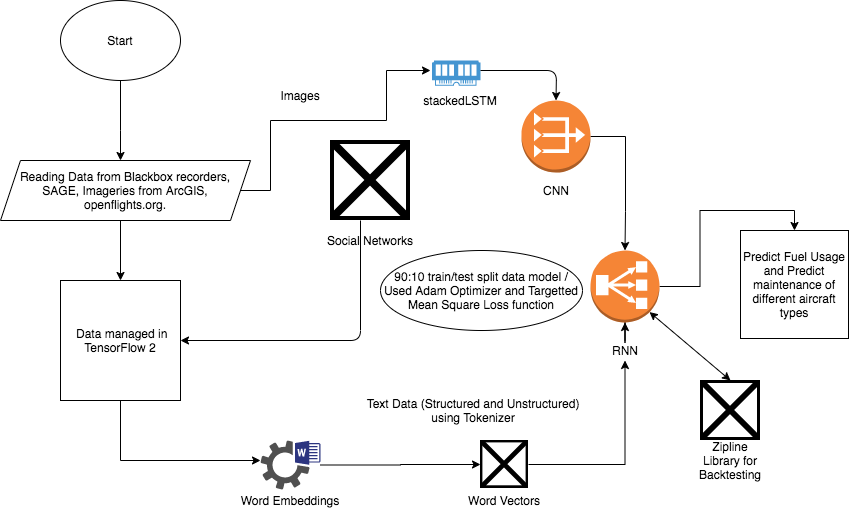 Start
Images
stackedLSTM
CNN
Reading Data from Blackbox recorders,
SAGE, Imageries from ArcGIS,
openflights.org.
Social Networks
90:10 train/test split data model /
Used Adam Optimizer and Targetted
Mean Square Loss function
Predict Fuel Usage
and Predict
maintenance of
different aircraft
types
Data managed in
TensorFlow 2
RNN
Text Data (Structured and Unstructured)
using Tokenizer
Zipline
Library for
Backtesting
W
Word Embeddings
Word Vectors